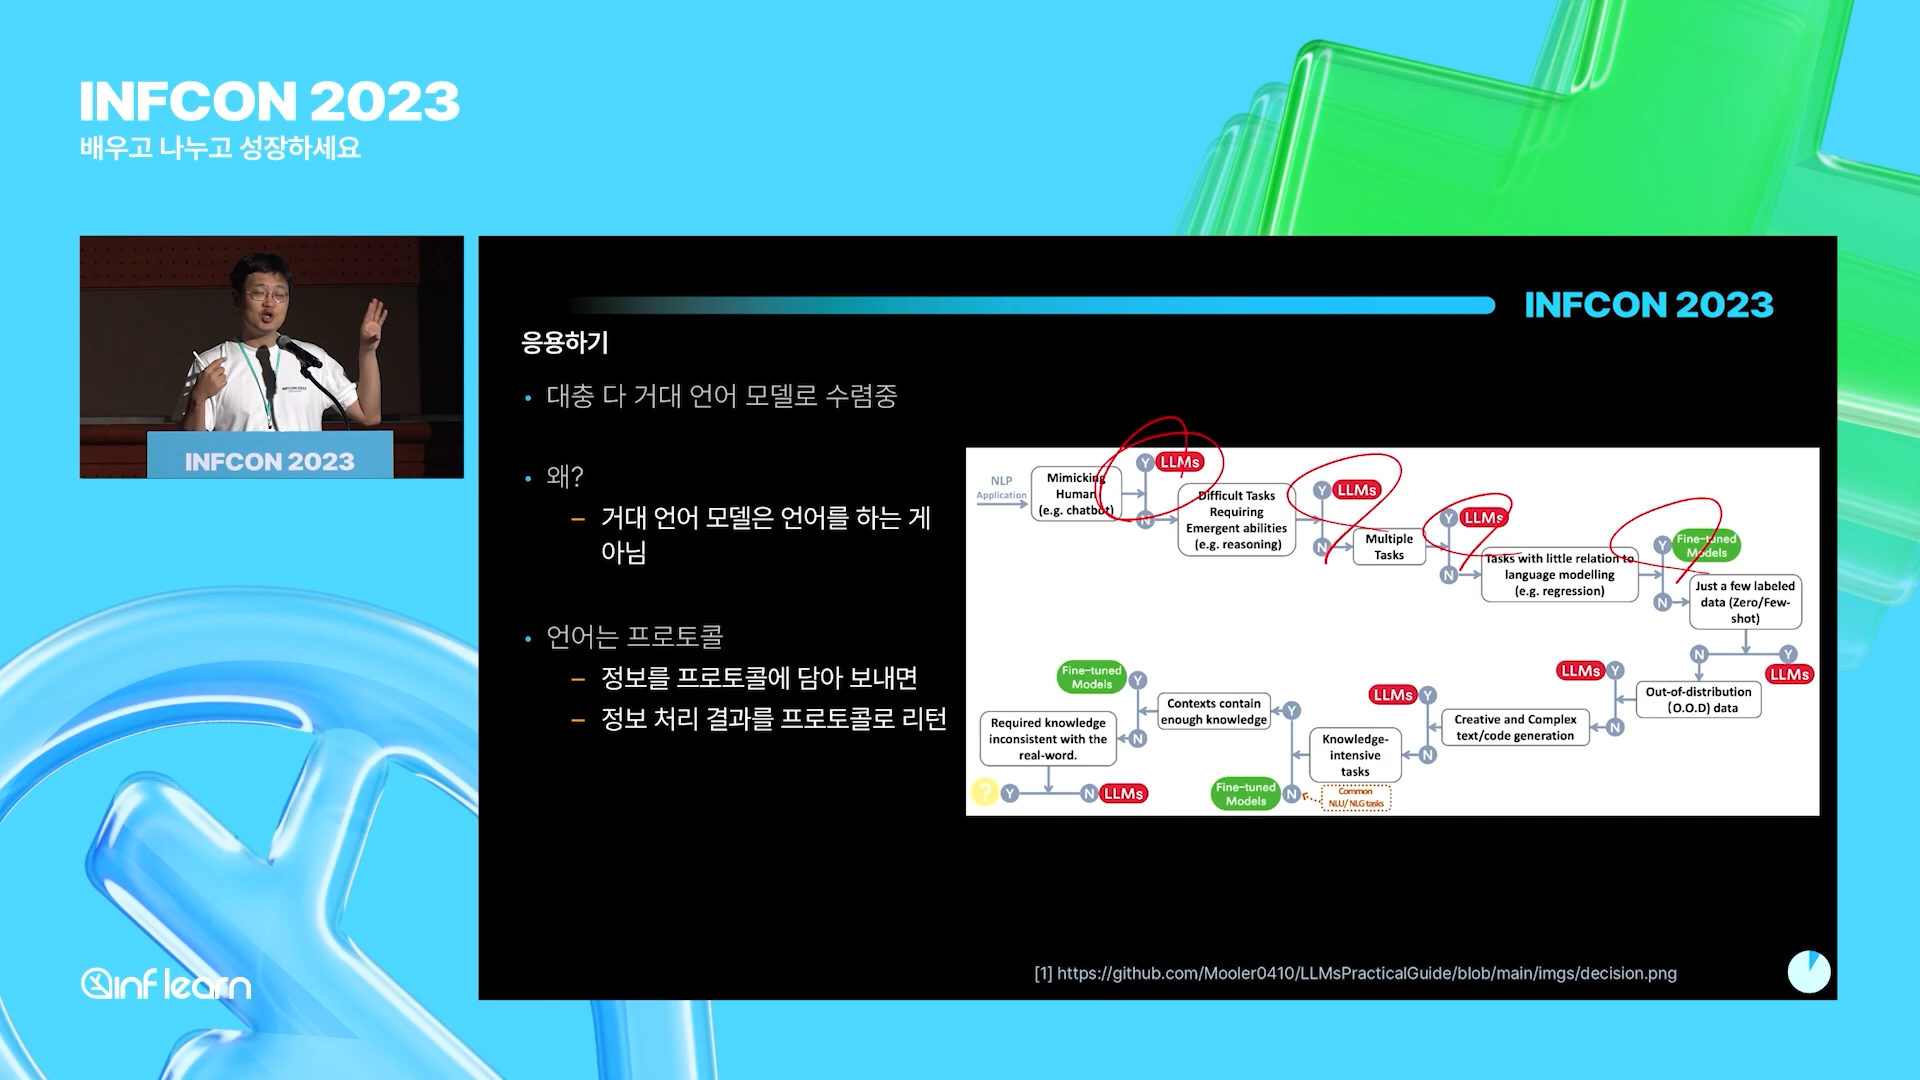 INFCON 2023
배우고 나누고 성장하세요
INFCON 2023
INFCON 2023
INFCON 2023
응용하기
• 대충 다 거대 언어 모델로 수렴중
• 왜?
– 거대 언어 모델은 언어를 하는 게
아님
• 언어는 프로토콜
– 정보를 프로토콜에 담아 보내면
– 정보 처리 결과를 프로토콜로 리턴
NLP
Application
Mimicking
Human
(e.g. chatbot)
Y LLMs
N
Difficult Tasks
Requiring
Emergent abilities
(e.g. reasoning)
Y LLMs
N
Multiple
Tasks
Y LLMs
N
Tasks with little relation to
language modelling
(e.g. regression)
Y Fine-tuned
Models
N
Just a few labeled
data (Zero/Few-
shot)
N Y
LLMs
Out-of-distribution
(O.O.D) data
LLMs Y
N
Creative and Complex
text/code generation
LLMs Y
N
Knowledge-
intensive
tasks
Y
Fine-tuned
Models
N
Common
NLU/ NLG tasks
Contexts contain
enough knowledge
Fine-tuned
Models
Y
N
Required knowledge
inconsistent with the
real-word.
? Y N LLMs
[1] https://github.com/Mooler0410/LLMsPracticalGuide/blob/main/imgs/decision.png
inflearn